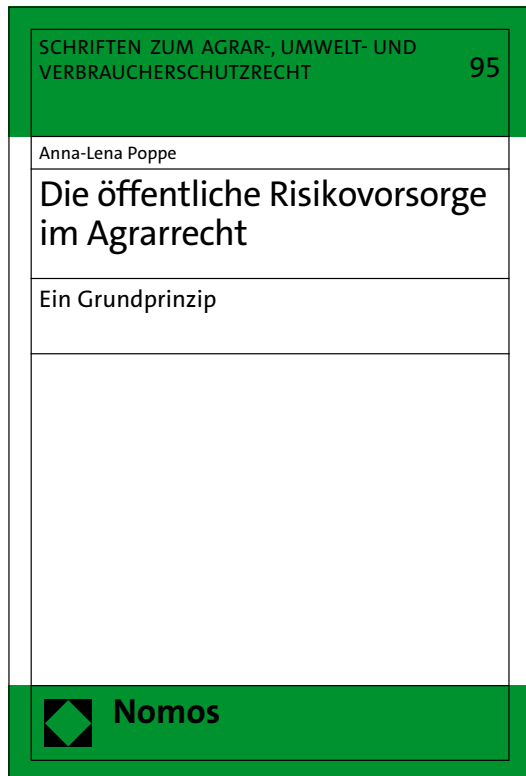 SCHRIFTEN ZUM AGRAR-, UMWELT- UND
VERBRAUCHERSCHUTZRECHT
95
Anna-Lena Poppe
Die öffentliche Risikovorsorge
im Agrarrecht
Ein Grundprinzip
Nomos